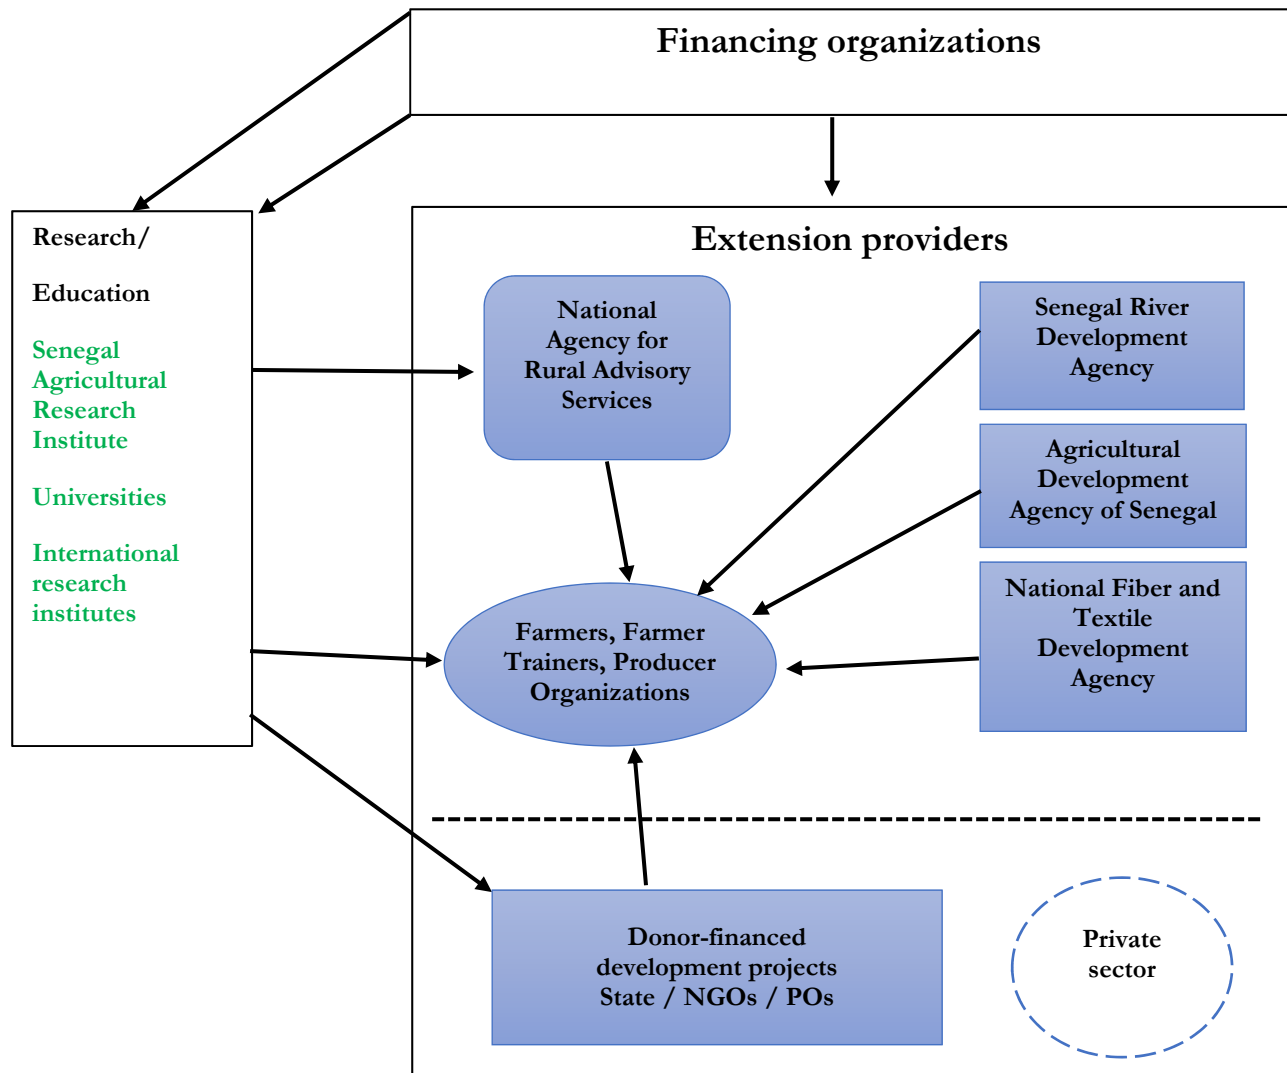 Financing organizations
Research/
Education
Senegal
Agricultural
Research
Institute
Universities
International
research
institutes
Extension providers
National
Agency for
Rural Advisory
Services
Senegal River
Development
Agency
Agricultural
Development
Agency of Senegal
National Fiber and
Textile
Development
Agency
Farmers, Farmer
Trainers, Producer
Organizations
Donor-financed
development projects
State / NGOs / POs
Private
sector